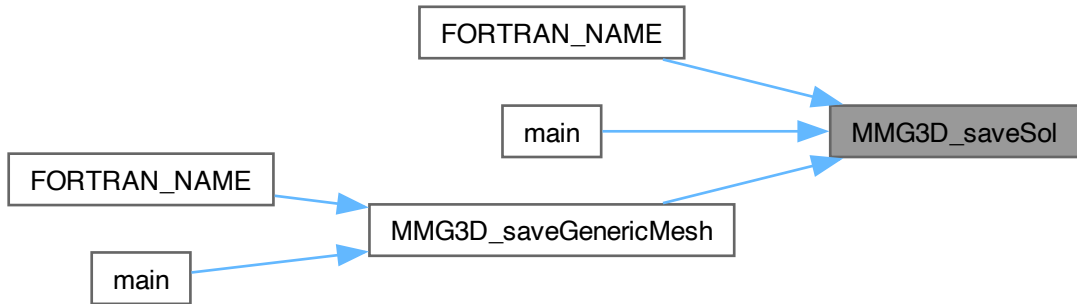 FORTRAN_NAME
main
MMG3D_saveSol
FORTRAN_NAME
MMG3D_saveGenericMesh
main